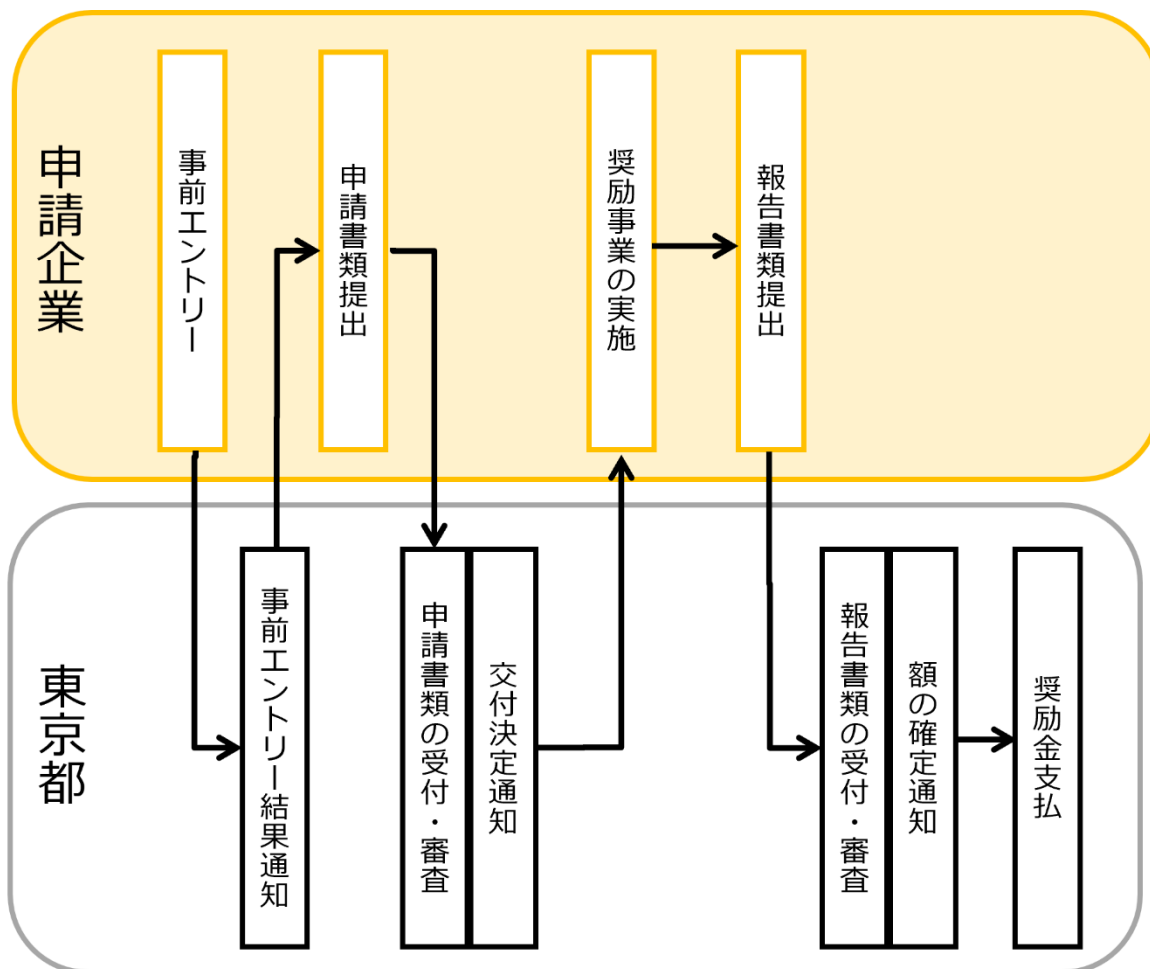 申請企業
事前エントリー
申請書類提出
奨励事業の実施
報告書類提出
東京都
事前エントリー結果通知
申請書類の受付・審査
交付決定通知
報告書類の受付・審査
額の確定通知
奨励金支払